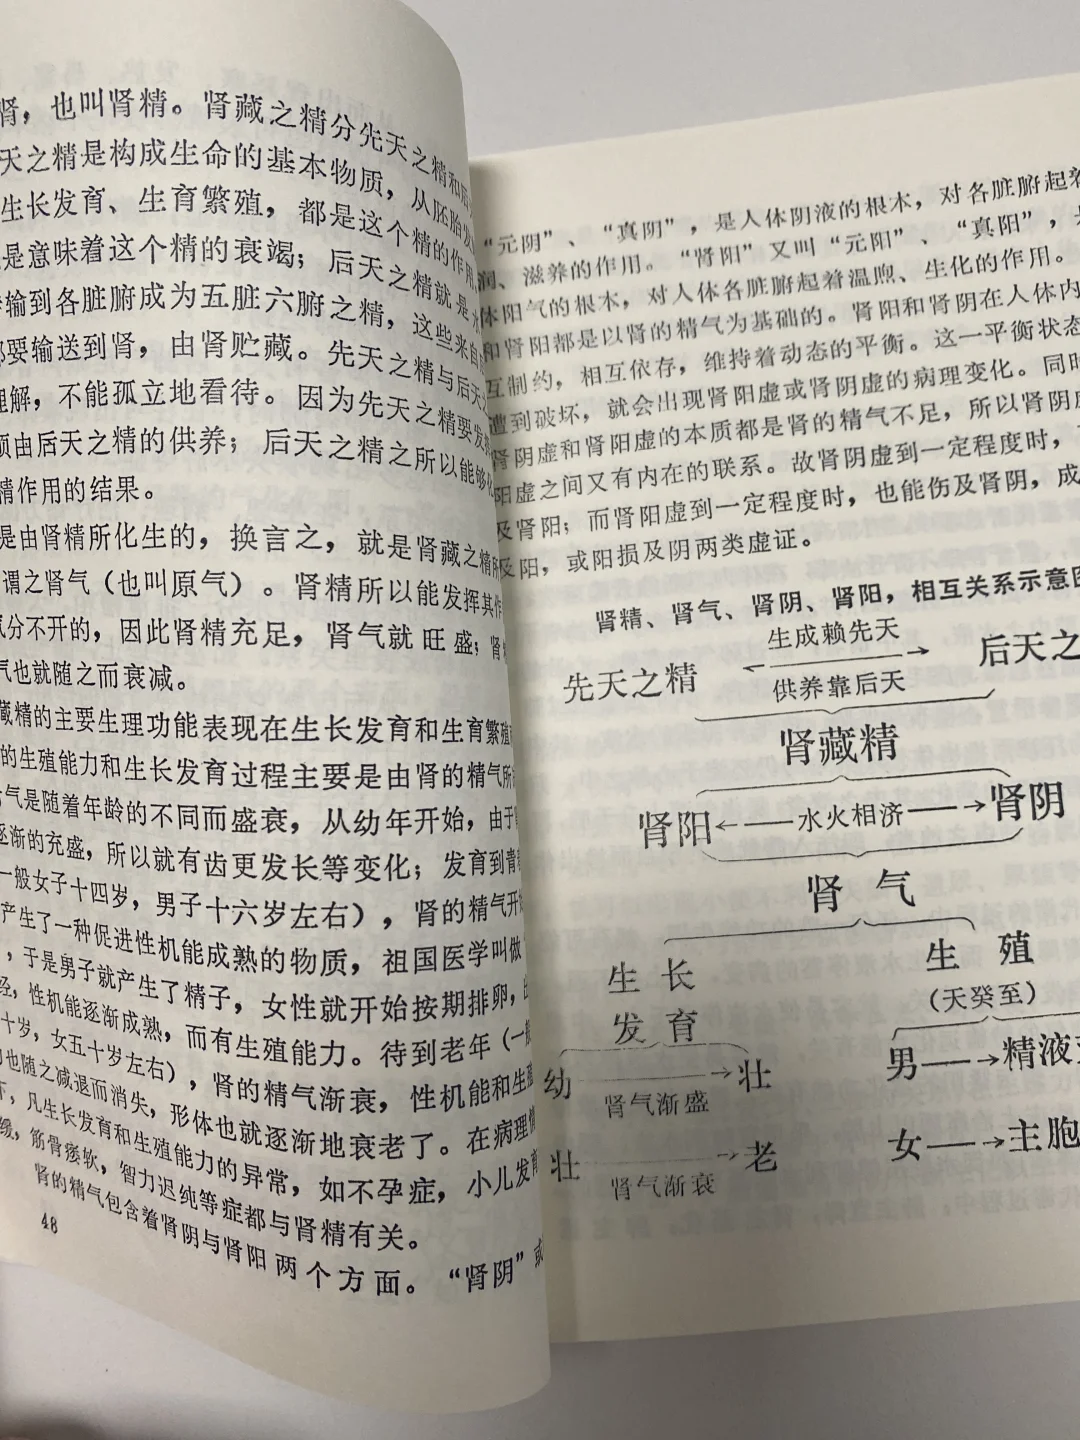 肾，也叫肾精。肾藏之精分先天之精和后
天之精是构成生命的基本物质，从胚胎发
生长发育、生育繁殖，都是这个精的作用
是意味着这个精的衰竭；后天之精就是
输到各脏腑成为五脏六腑之精，这些来自
都要输送到肾，由肾贮藏。先天之精与后天之
理解，不能孤立地看待。因为先天之精要发
须由后天之精的供养；后天之精之所以能够化
精作用的结果。
是由肾精所化生的，换言之，就是肾藏之精所
谓之肾气（也叫原气）。肾精所以能发挥其作
分不开的，因此肾精充足，肾气就旺盛；肾
气也就随之而衰减。
藏精的主要生理功能表现在生长发育和生育繁殖
的生殖能力和生长发育过程主要是由肾的精气所
气是随着年龄的不同而盛衰，从幼年开始，由于
逐渐的充盛，所以就有齿更发长等变化；发育到青
一般女子十四岁，男子十六岁左右），肾的精气开
产生了一种促进性机能成熟的物质，祖国医学叫做
，于是男子就产生了精子，女性就开始按期排卵，
经，性机能逐渐成熟，而有生殖能力。待到老年（一般
十岁，女五十岁左右），肾的精气渐衰，性机能和生殖
也随之减退而消失，形体也就逐渐地衰老了。在病理情
下，凡生长发育和生殖能力的异常，如不孕症，小儿发育
缓，筋骨痿软，智力迟纯等症都与肾精有关。
肾的精气包含着肾阴与肾阳两个方面。“肾阴”或
48
“元阴”、“真阴”，是人体阴液的根木，对各脏腑起着
润、滋养的作用。“肾阳”又叫“元阳”、“真阳”，
体阳气的根木，对人体各脏腑起着温煦、生化的作用。
和肾阳都是以肾的精气为基础的。肾阳和肾阴在人体内
互制约，相互依存，维持着动态的平衡。这一平衡状态
遭到破坏，就会出现肾阳虚或肾阴虚的病理变化。同时
肾阴虚和肾阳虚的本质都是肾的精气不足，所以肾阴虚
阳虚之间又有内在的联系。故肾阴虚到一定程度时，
及肾阳；而肾阳虚到一定程度时，也能伤及肾阴，成
及阳，或阳损及阴两类虚证。
肾精、肾气、肾阴、肾阳，相互关系示意图
生成赖先天
先天之精 ←→ 后天之
供养靠后天
肾藏精
肾阳←——水火相济——→肾阴
肾 气
生 长 生 殖
发 育 （天癸至）
男——→精液
幼 ——→ 壮
肾气渐盛
女——→主胞
壮 ——→ 老
肾气渐衰